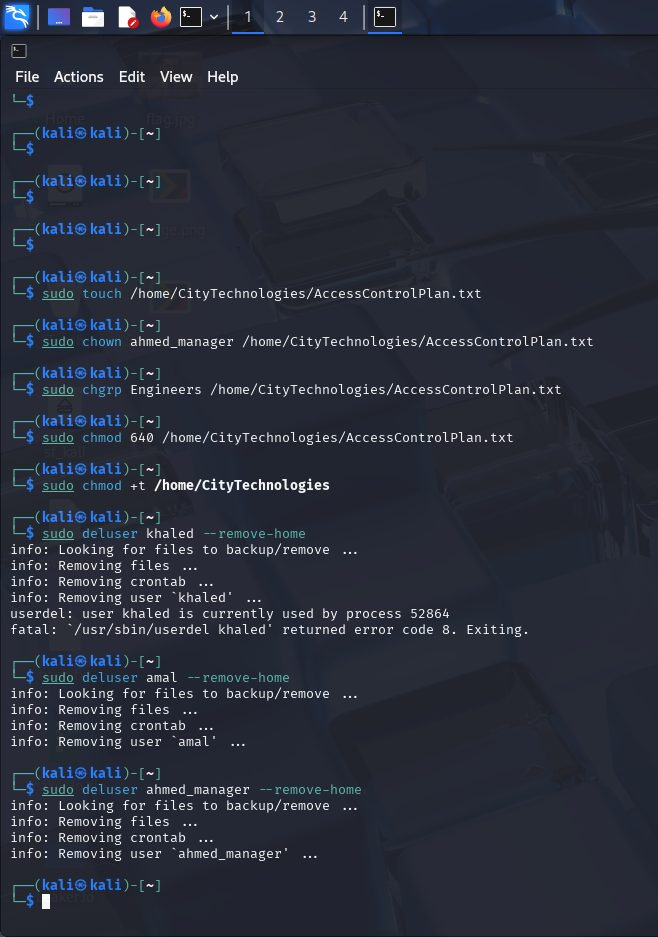 1 2 3 4
File Actions Edit View Help
└─$
┌──(kali㉿kali)-[~]
└─$
┌──(kali㉿kali)-[~]
└─$
┌──(kali㉿kali)-[~]
└─$
┌──(kali㉿kali)-[~]
└─$ sudo touch /home/CityTechnologies/AccessControlPlan.txt
┌──(kali㉿kali)-[~]
└─$ sudo chown ahmed_manager /home/CityTechnologies/AccessControlPlan.txt
┌──(kali㉿kali)-[~]
└─$ sudo chgrp Engineers /home/CityTechnologies/AccessControlPlan.txt
┌──(kali㉿kali)-[~]
└─$ sudo chmod 640 /home/CityTechnologies/AccessControlPlan.txt
┌──(kali㉿kali)-[~]
└─$ sudo chmod +t /home/CityTechnologies
┌──(kali㉿kali)-[~]
└─$ sudo deluser khaled --remove-home
info: Looking for files to backup/remove ...
info: Removing files ...
info: Removing crontab ...
info: Removing user `khaled' ...
userdel: user khaled is currently used by process 52864
fatal: `/usr/sbin/userdel khaled' returned error code 8. Exiting.
┌──(kali㉿kali)-[~]
└─$ sudo deluser amal --remove-home
info: Looking for files to backup/remove ...
info: Removing files ...
info: Removing crontab ...
info: Removing user `amal' ...
┌──(kali㉿kali)-[~]
└─$ sudo deluser ahmed_manager --remove-home
info: Looking for files to backup/remove ...
info: Removing files ...
info: Removing crontab ...
info: Removing user `ahmed_manager' ...
┌──(kali㉿kali)-[~]
└─$